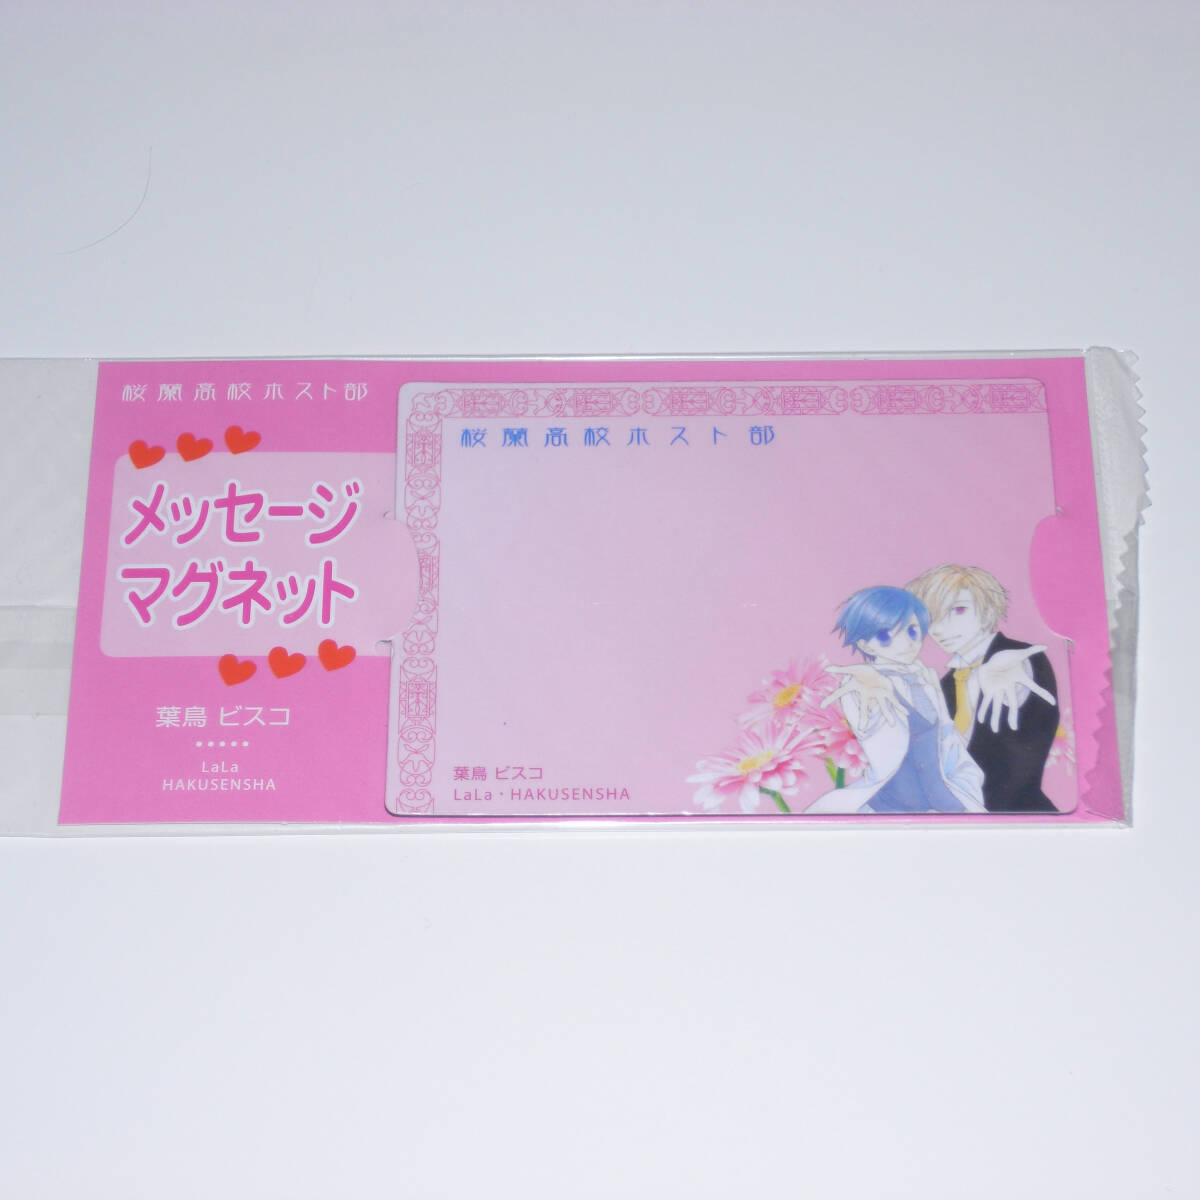 桜蘭高校ホスト部
メッセージ
マグネット
葉鳥 ビスコ
LaLa
HAKUSENSHA
桜蘭高校ホスト部
葉鳥 ビスコ
LaLa・HAKUSENSHA